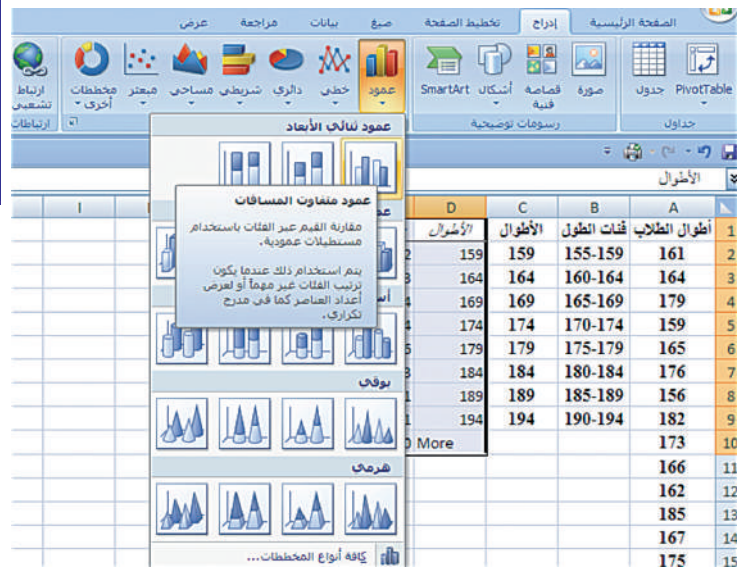 الصفحة الرئيسية إدراج تخطيط الصفحة صيغ بيانات مراجعة عرض
PivotTable جدول صورة قصاصة فنية أشكال SmartArt عمود خطي دائري شريطي مساحي مبعثر مخططات أخرى ارتباط تشعبي
جداول رسومات توضيحية ارتباطات
الأطوال
عمود ثنائي الأبعاد
عمود متفاوت المسافات
مقارنة القيم عبر الفئات باستخدام
مستطيلات عمودية.
يتم استخدام ذلك عندما يكون
ترتيب الفئات غير مهماً أو لعرض
أعداد العناصر كما في مدرج
تكراري.
بوقي
هرمي
كافة أنواع المخططات...
A B C D I
1 أطوال الطلاب فئات الطول الأطوال الأطوال
2 161 155-159 159 159
3 164 160-164 164 164
4 179 165-169 169 169
5 159 170-174 174 174
6 165 175-179 179 179
7 176 180-184 184 184
8 156 185-189 189 189
9 182 190-194 194 194
10 173 More
11 166
12 162
13 185
14 167
15 175